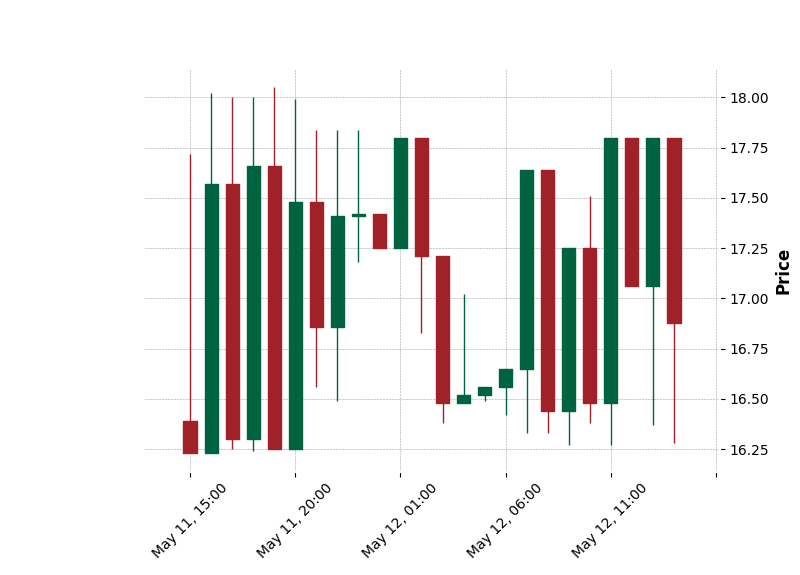 18.00
17.75
17.50
17.25
17.00
16.75
16.50
16.25
Price
May 11, 15:00
May 11, 20:00
May 12, 01:00
May 12, 06:00
May 12, 11:00